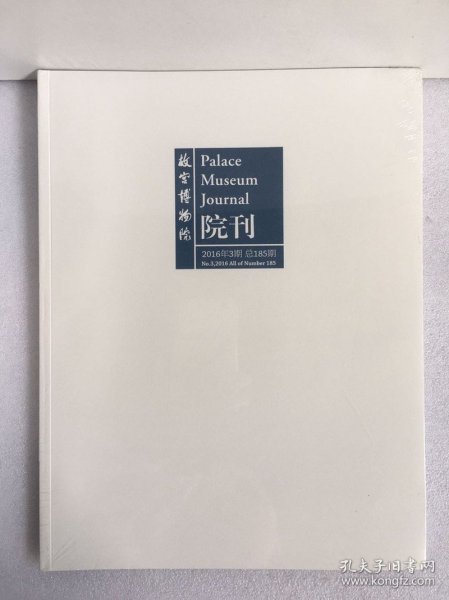 故宫博物院
Palace
Museum
Journal
院刊
2016年3期 总185期
No.3,2016 All of Number 185
孔夫子旧书网
www.kongfz.com